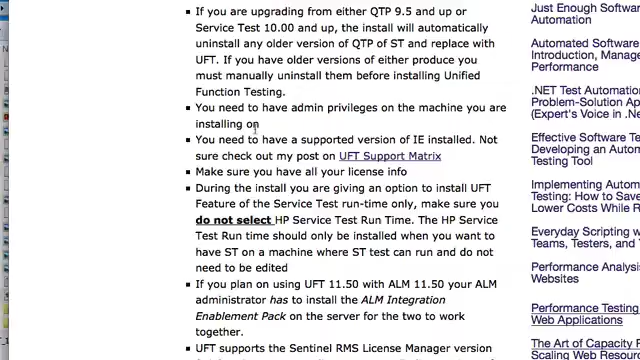 If you are upgrading from either QTP 9.5 and up or
Service Test 10.00 and up, the install will automatically
uninstall any older version of QTP of ST and replace with
UFT. If you have older versions of either produce you
must manually uninstall them before installing Unified
Function Testing.
You need to have admin privileges on the machine you are
installing on
You need to have a supported version of IE installed. Not
sure check out my post on UFT Support Matrix
Make sure you have all your license info
During the install you are giving an option to install UFT
Feature of the Service Test run-time only, make sure you
do not select HP Service Test Run Time. The HP Service
Test Run time should only be installed when you want to
have ST on a machine where ST test can run and do not
need to be edited
If you plan on using UFT 11.50 with ALM 11.50 your ALM
administrator has to install the ALM Integration
Enablement Pack on the server for the two to work
together.
UFT supports the Sentinel RMS License Manager version
Just Enough Softwa
Automation
Automated Software
Introduction, Manage
Performance
.NET Test Automation
Problem-Solution Ap
(Expert's Voice in .Ne
Effective Software Te
Developing an Autom
Testing Tool
Implementing Autom
Testing: How to Save
Lower Costs While R
Everyday Scripting w
Teams, Testers, and
Performance Analysi
Websites
Performance Testing
Web Applications
The Art of Capacity P
Scaling Web Resourc